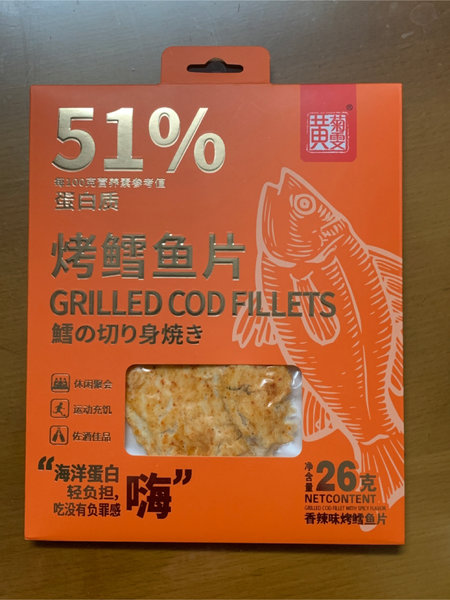 51%
每100克营养素参考值
蛋白质
黄
®
烤鳕鱼片
GRILLED COD FILLETS
鱈の切り身焼き
休闲聚会
运动充饥
佐酒佳品
“海洋蛋白
轻负担,
吃没有负罪感
嗨”
净含量 26克
NETCONTENT
GRILLED COD FILLET WITH SPICY FLAVOR
香辣味烤鳕鱼片